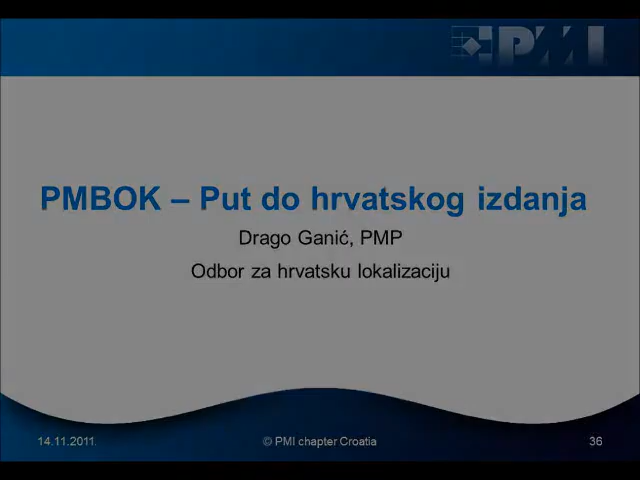 PMI
PMBOK – Put do hrvatskog izdanja
Drago Ganić, PMP
Odbor za hrvatsku lokalizaciju
14.11.2011.
© PMI chapter Croatia
36